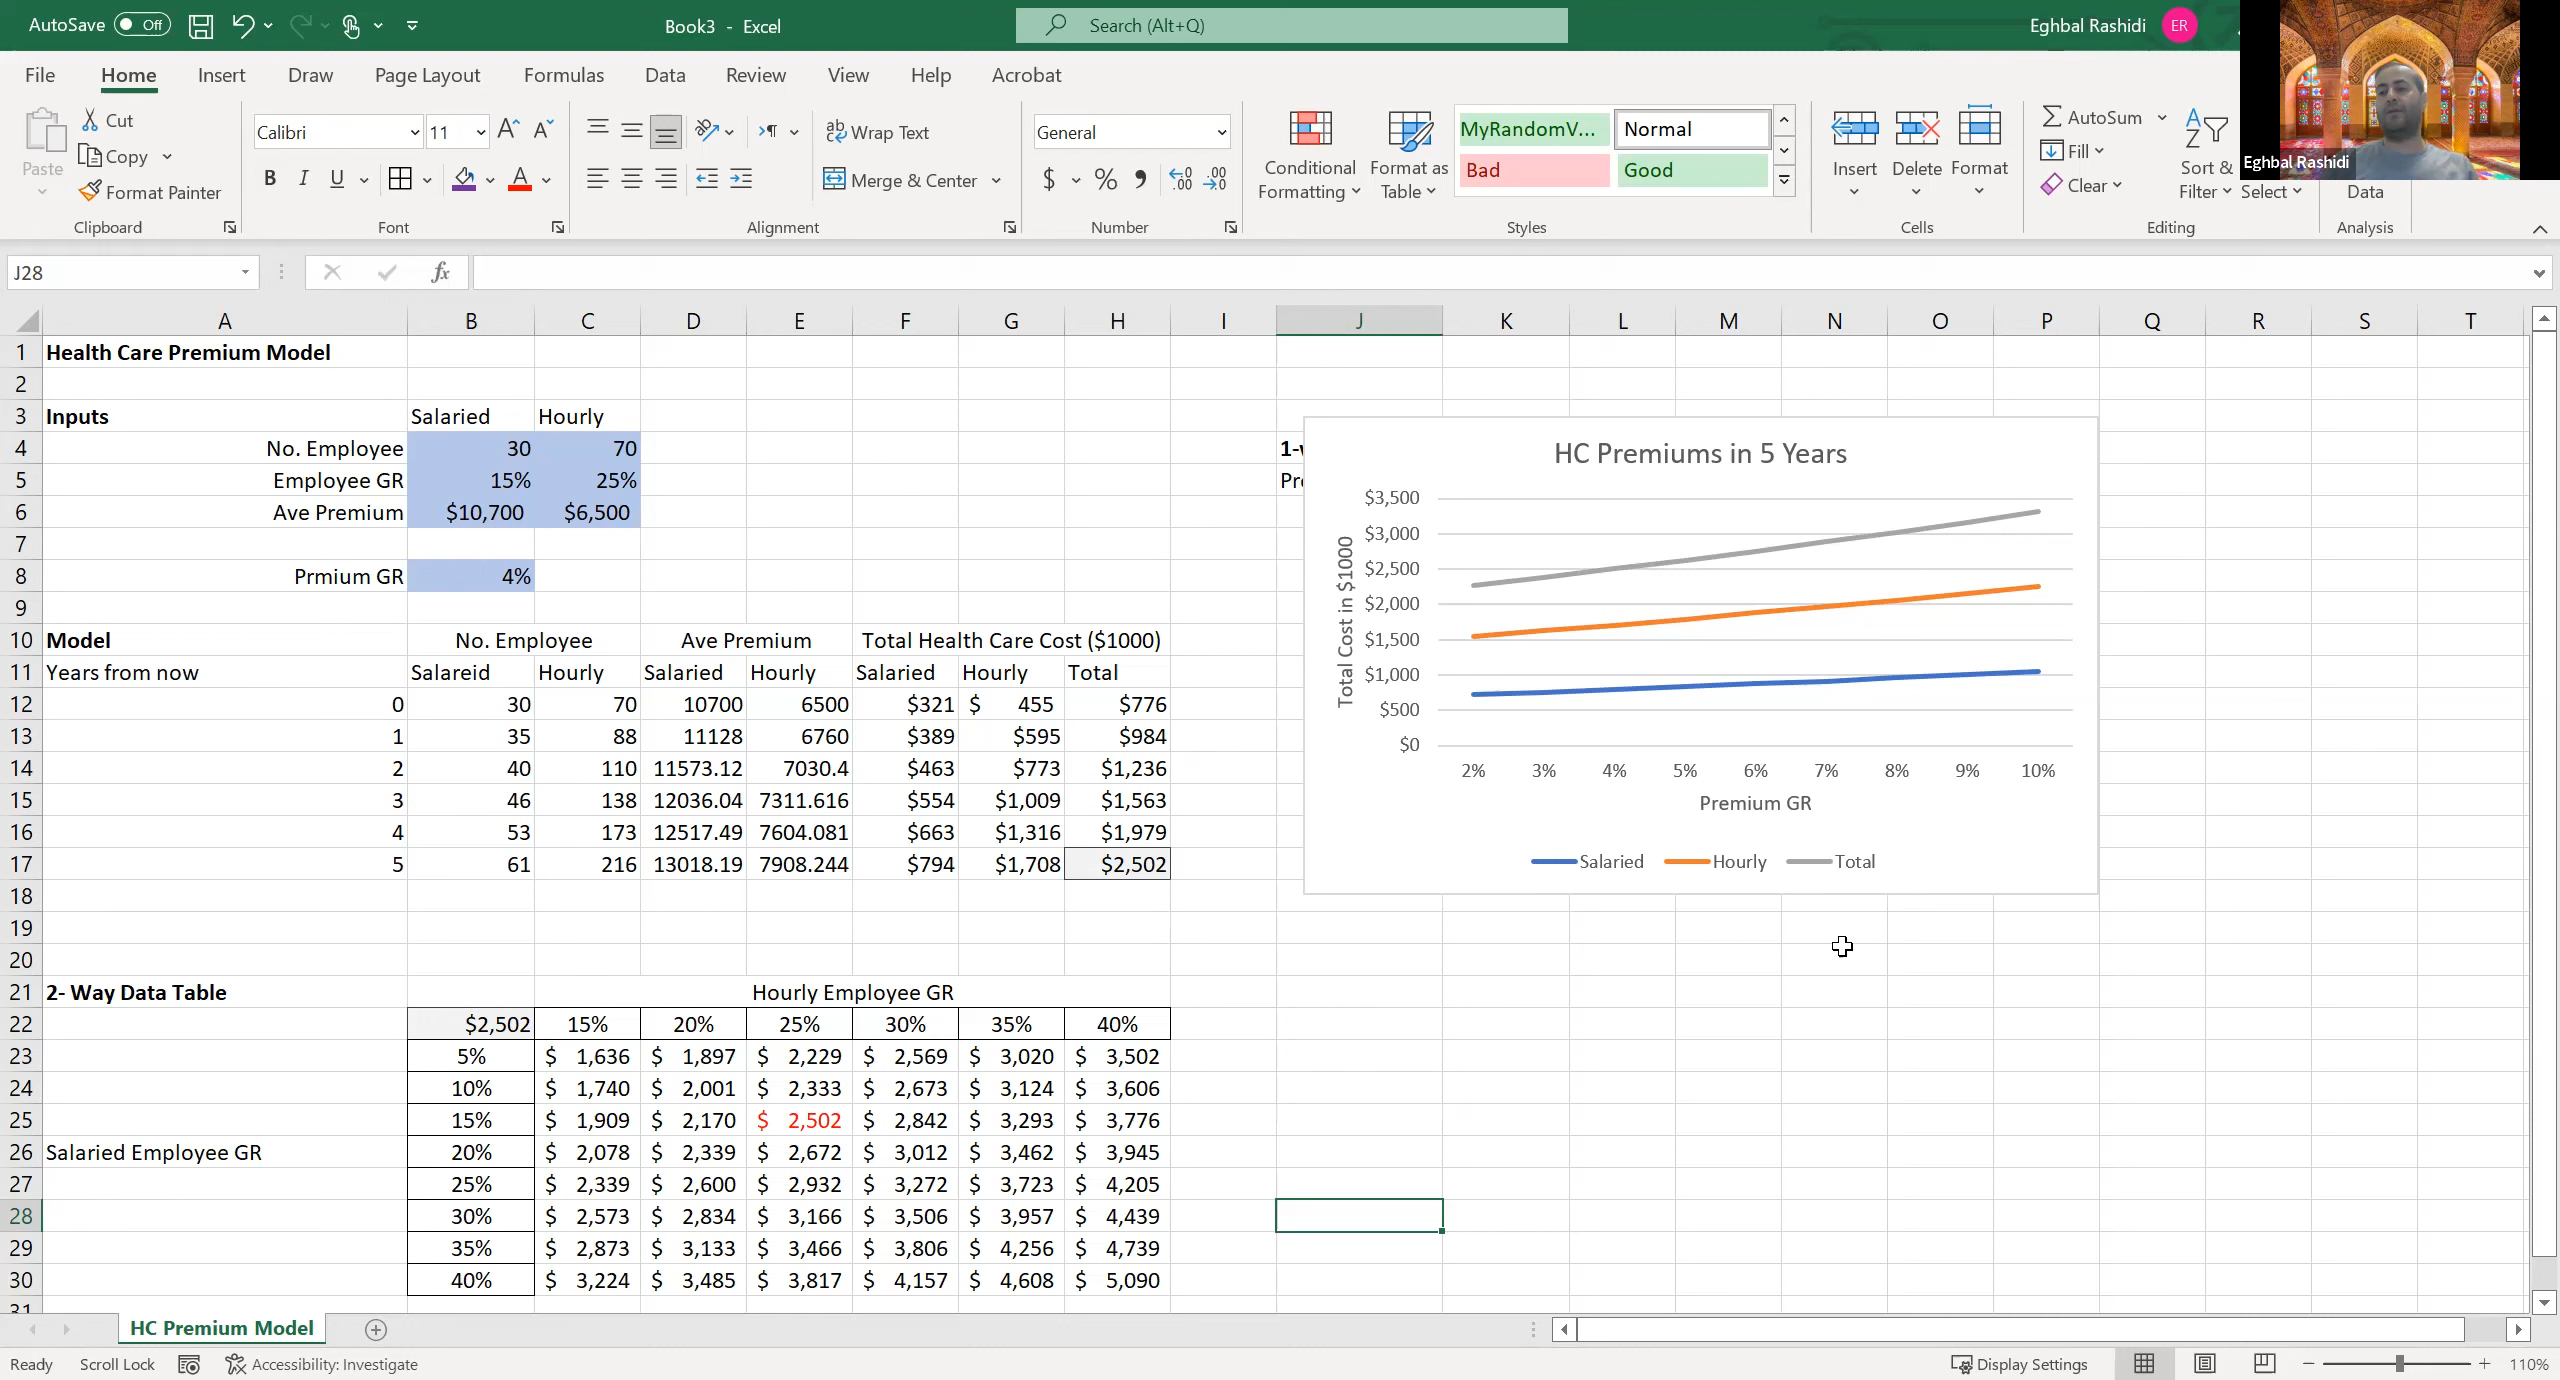 AutoSave Off Book3 - Excel Search (Alt+Q) Eghbal Rashidi ER
File Home Insert Draw Page Layout Formulas Data Review View Help Acrobat
Paste Cut Copy Format Painter Clipboard
Calibri 11 B I U A Font
Wrap Text Merge & Center Alignment
General $ % Number
Conditional Formatting Format as Table MyRandomV... Normal Bad Good Styles
Insert Delete Format Cells
AutoSum Fill Clear Sort & Filter Select Editing
Data Analysis
Eghbal Rashidi
J28 fx
A B C D E F G H I J K L M N O P Q R S T
1 Health Care Premium Model
2
3 Inputs Salaried Hourly
4 No. Employee 30 70
5 Employee GR 15% 25%
6 Ave Premium $10,700 $6,500
7
8 Prmium GR 4%
9
10 Model No. Employee Ave Premium Total Health Care Cost ($1000)
11 Years from now Salareid Hourly Salaried Hourly Salaried Hourly Total
12 0 30 70 10700 6500 $321 $ 455 $776
13 1 35 88 11128 6760 $389 $595 $984
14 2 40 110 11573.12 7030.4 $463 $773 $1,236
15 3 46 138 12036.04 7311.616 $554 $1,009 $1,563
16 4 53 173 12517.49 7604.081 $663 $1,316 $1,979
17 5 61 216 13018.19 7908.244 $794 $1,708 $2,502
18
19
20
21 2- Way Data Table Hourly Employee GR
22 $2,502 15% 20% 25% 30% 35% 40%
23 5% $ 1,636 $ 1,897 $ 2,229 $ 2,569 $ 3,020 $ 3,502
24 10% $ 1,740 $ 2,001 $ 2,333 $ 2,673 $ 3,124 $ 3,606
25 15% $ 1,909 $ 2,170 $ 2,502 $ 2,842 $ 3,293 $ 3,776
26 Salaried Employee GR 20% $ 2,078 $ 2,339 $ 2,672 $ 3,012 $ 3,462 $ 3,945
27 25% $ 2,339 $ 2,600 $ 2,932 $ 3,272 $ 3,723 $ 4,205
28 30% $ 2,573 $ 2,834 $ 3,166 $ 3,506 $ 3,957 $ 4,439
29 35% $ 2,873 $ 3,133 $ 3,466 $ 3,806 $ 4,256 $ 4,739
30 40% $ 3,224 $ 3,485 $ 3,817 $ 4,157 $ 4,608 $ 5,090
31
HC Premiums in 5 Years
Total Cost in $1000
$3,500
$3,000
$2,500
$2,000
$1,500
$1,000
$500
$0
2% 3% 4% 5% 6% 7% 8% 9% 10%
Premium GR
Salaried Hourly Total
HC Premium Model
Ready Scroll Lock Accessibility: Investigate Display Settings 110%